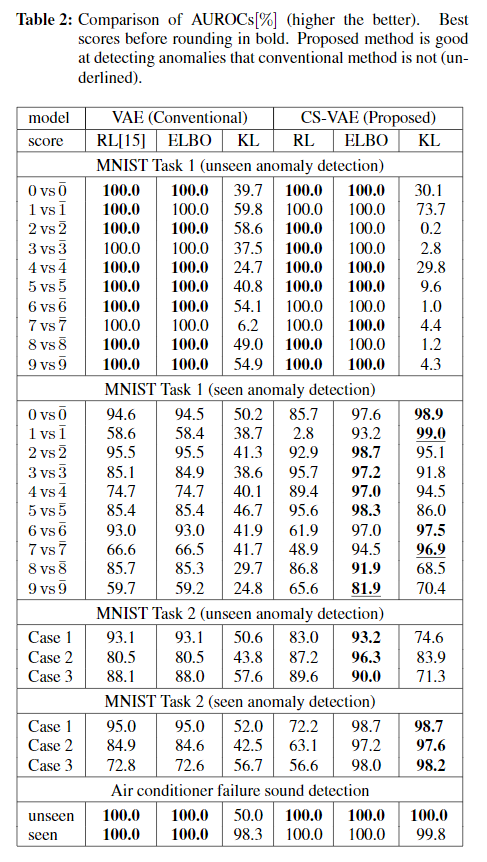 Table 2: Comparison of AUROCs[%] (higher the better). Best
scores before rounding in bold. Proposed method is good
at detecting anomalies that conventional method is not (un-
derlined).
model VAE (Conventional) CS-VAE (Proposed)
score RL[15] ELBO KL RL ELBO KL
MNIST Task 1 (unseen anomaly detection)
0 vs 0̄ 100.0 100.0 39.7 100.0 100.0 30.1
1 vs 1̄ 100.0 100.0 59.8 100.0 100.0 73.7
2 vs 2̄ 100.0 100.0 58.6 100.0 100.0 0.2
3 vs 3̄ 100.0 100.0 37.5 100.0 100.0 2.8
4 vs 4̄ 100.0 100.0 24.7 100.0 100.0 29.8
5 vs 5̄ 100.0 100.0 40.8 100.0 100.0 9.6
6 vs 6̄ 100.0 100.0 54.1 100.0 100.0 1.0
7 vs 7̄ 100.0 100.0 6.2 100.0 100.0 4.4
8 vs 8̄ 100.0 100.0 49.0 100.0 100.0 1.2
9 vs 9̄ 100.0 100.0 54.9 100.0 100.0 4.3
MNIST Task 1 (seen anomaly detection)
0 vs 0̄ 94.6 94.5 50.2 85.7 97.6 98.9
1 vs 1̄ 58.6 58.4 38.7 2.8 93.2 99.0
2 vs 2̄ 95.5 95.5 41.3 92.9 98.7 95.1
3 vs 3̄ 85.1 84.9 38.6 95.7 97.2 91.8
4 vs 4̄ 74.7 74.7 40.1 89.4 97.0 94.5
5 vs 5̄ 85.4 85.4 46.7 95.6 98.3 86.0
6 vs 6̄ 93.0 93.0 41.9 61.9 97.0 97.5
7 vs 7̄ 66.6 66.5 41.7 48.9 94.5 96.9
8 vs 8̄ 85.7 85.3 29.7 86.8 91.9 68.5
9 vs 9̄ 59.7 59.2 24.8 65.6 81.9 70.4
MNIST Task 2 (unseen anomaly detection)
Case 1 93.1 93.1 50.6 83.0 93.2 74.6
Case 2 80.5 80.5 43.8 87.2 96.3 83.9
Case 3 88.1 88.0 57.6 89.6 90.0 71.3
MNIST Task 2 (seen anomaly detection)
Case 1 95.0 95.0 52.0 72.2 98.7 98.7
Case 2 84.9 84.6 42.5 63.1 97.2 97.6
Case 3 72.8 72.6 56.7 56.6 98.0 98.2
Air conditioner failure sound detection
unseen 100.0 100.0 50.0 100.0 100.0 100.0
seen 100.0 100.0 98.3 100.0 100.0 99.8